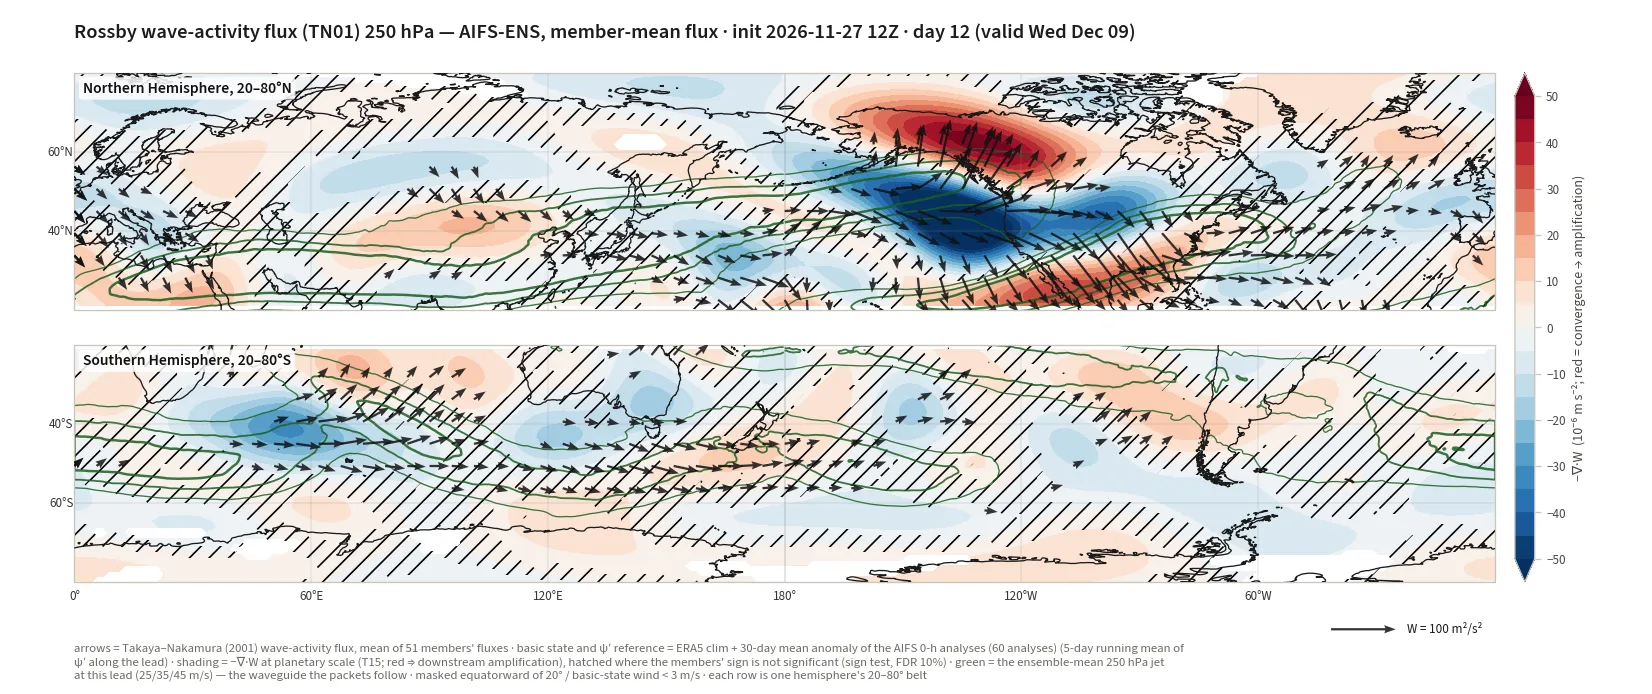 Rossby wave-activity flux (TN01) 250 hPa — AIFS-ENS, member-mean flux · init 2026-11-27 12Z · day 12 (valid Wed Dec 09)
Northern Hemisphere, 20–80°N
60°N
40°N
Southern Hemisphere, 20–80°S
40°S
60°S
0°
60°E
120°E
180°
120°W
60°W
50
40
30
20
10
0
−10
−20
−30
−40
−50
−∇·W (10⁻⁶ m s⁻²; red = convergence → amplification)
W = 100 m²/s²
arrows = Takaya–Nakamura (2001) wave-activity flux, mean of 51 members' fluxes · basic state and ψ′ reference = ERA5 clim + 30-day mean anomaly of the AIFS 0-h analyses (60 analyses) (5-day running mean of
ψ′ along the lead) · shading = −∇·W at planetary scale (T15; red ⇒ downstream amplification), hatched where the members' sign is not significant (sign test, FDR 10%) · green = the ensemble-mean 250 hPa jet
at this lead (25/35/45 m/s) — the waveguide the packets follow · masked equatorward of 20° / basic-state wind < 3 m/s · each row is one hemisphere's 20–80° belt